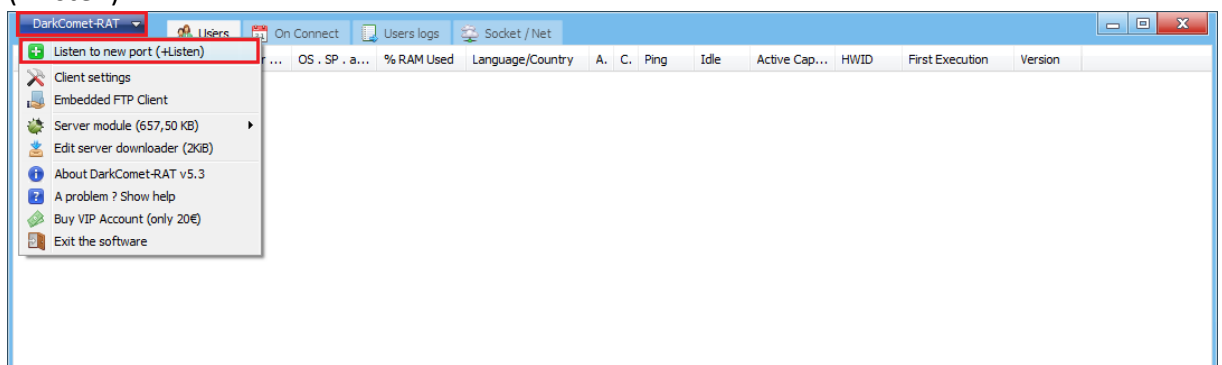 DarkComet-RAT
Users
On Connect
Users logs
Socket / Net
OS . SP . a...
% RAM Used
Language/Country
A.
C.
Ping
Idle
Active Cap...
HWID
First Execution
Version
Listen to new port (+Listen)
Client settings
Embedded FTP Client
Server module (657,50 KB)
Edit server downloader (2KiB)
About DarkComet-RAT v5.3
A problem ? Show help
Buy VIP Account (only 20€)
Exit the software